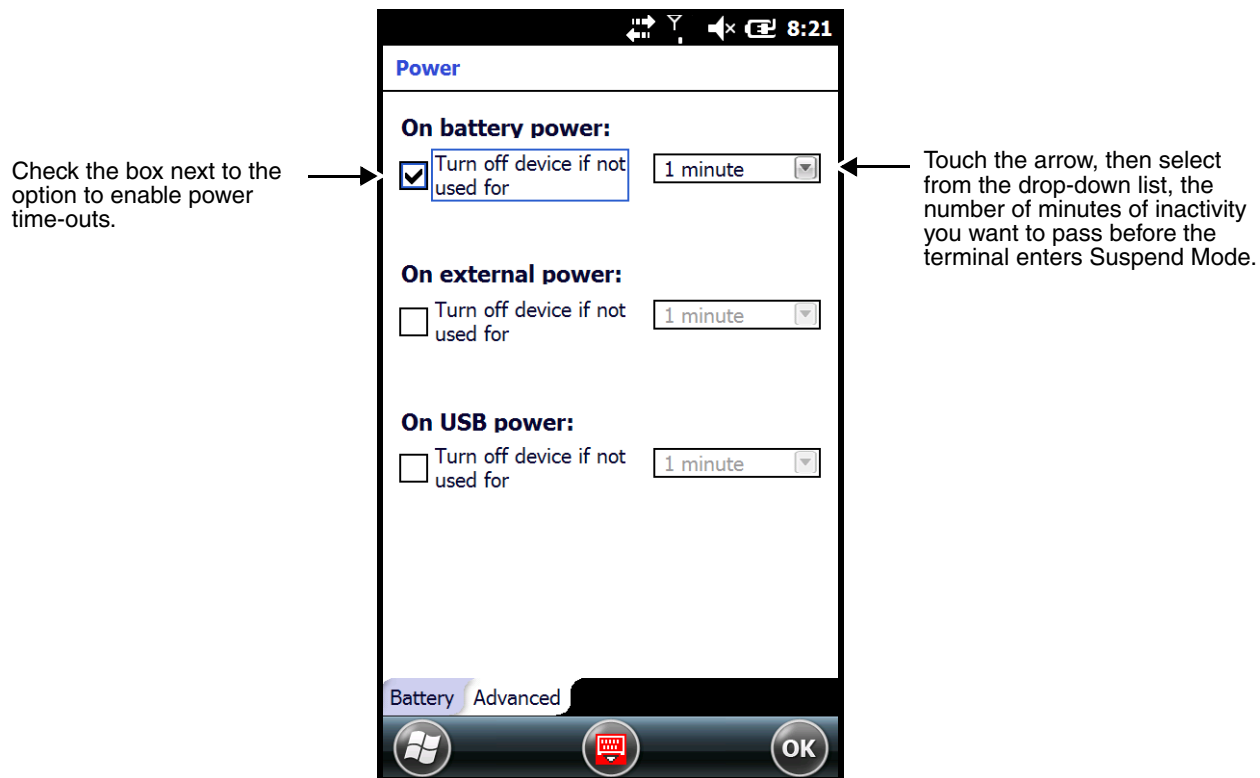 8:21
Power
On battery power:
Turn off device if not
used for
1 minute
On external power:
Turn off device if not
used for
1 minute
On USB power:
Turn off device if not
used for
1 minute
Battery
Advanced
OK
Check the box next to the
option to enable power
time-outs.
Touch the arrow, then select
from the drop-down list, the
number of minutes of inactivity
you want to pass before the
terminal enters Suspend Mode.